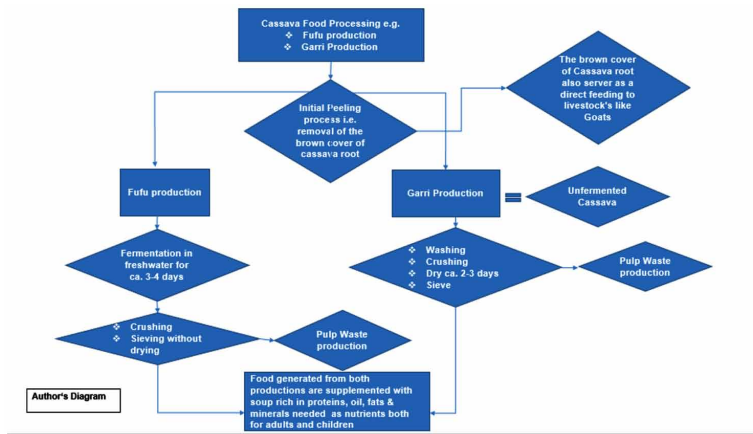 Cassava Food Processing e.g.
❖ Fufu production
❖ Garri Production
The brown cover
of Cassava root
also server as a
direct feeding to
livestock's like
Goats
Initial Peeling
process i.e.
removal of the
brown cover of
cassava root
Fufu production
Garri Production
Unfermented
Cassava
Fermentation in
freshwater for
ca. 3-4 days
❖ Washing
❖ Crushing
❖ Dry ca. 2-3 days
❖ Sieve
Pulp Waste
production
❖ Crushing
❖ Sieving without
drying
Pulp Waste
production
Author's Diagram
Food generated from both
productions are supplemented with
soup rich in proteins, oil, fats &
minerals needed as nutrients both
for adults and children